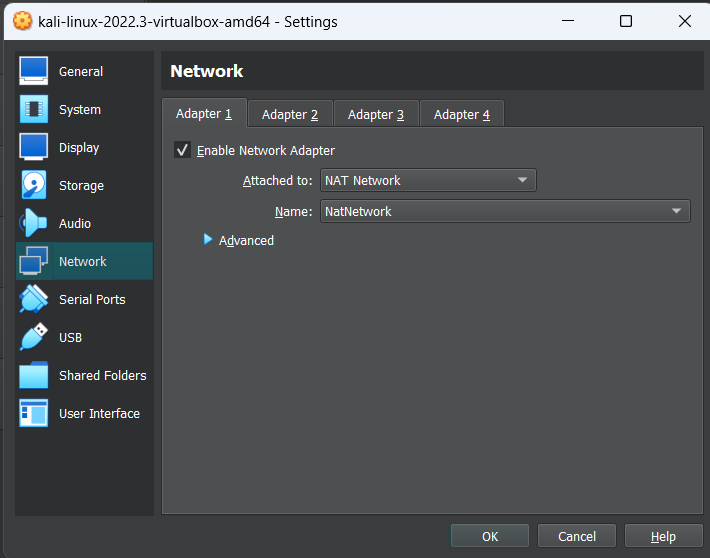 kali-linux-2022.3-virtualbox-amd64 - Settings
General
System
Display
Storage
Audio
Network
Serial Ports
USB
Shared Folders
User Interface
Network
Adapter 1 Adapter 2 Adapter 3 Adapter 4
Enable Network Adapter
Attached to: NAT Network
Name: NatNetwork
Advanced
OK Cancel Help